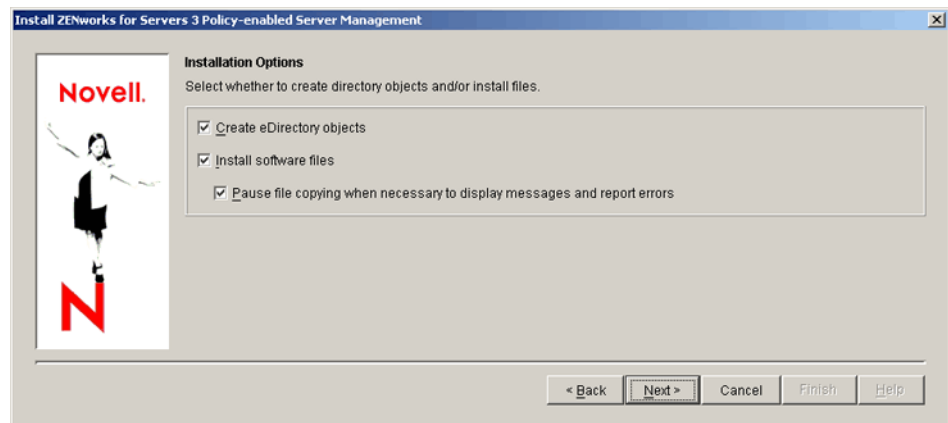 Install ZENworks for Servers 3 Policy-enabled Server Management
Novell.
N
Installation Options
Select whether to create directory objects and/or install files.
Create eDirectory objects
Install software files
Pause file copying when necessary to display messages and report errors
< Back
Next >
Cancel
Finish
Help